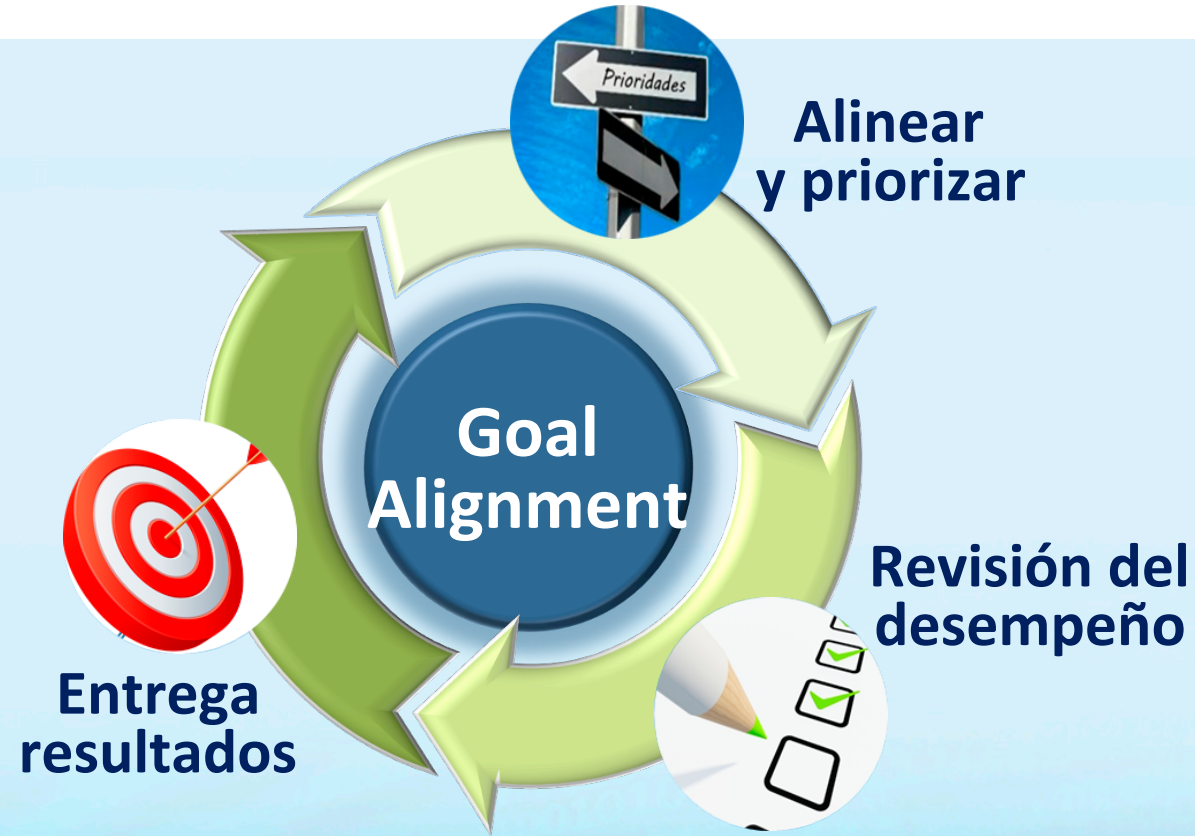 Prioridades
Alinear
y priorizar
Goal
Alignment
Revisión del
desempeño
Entrega
resultados